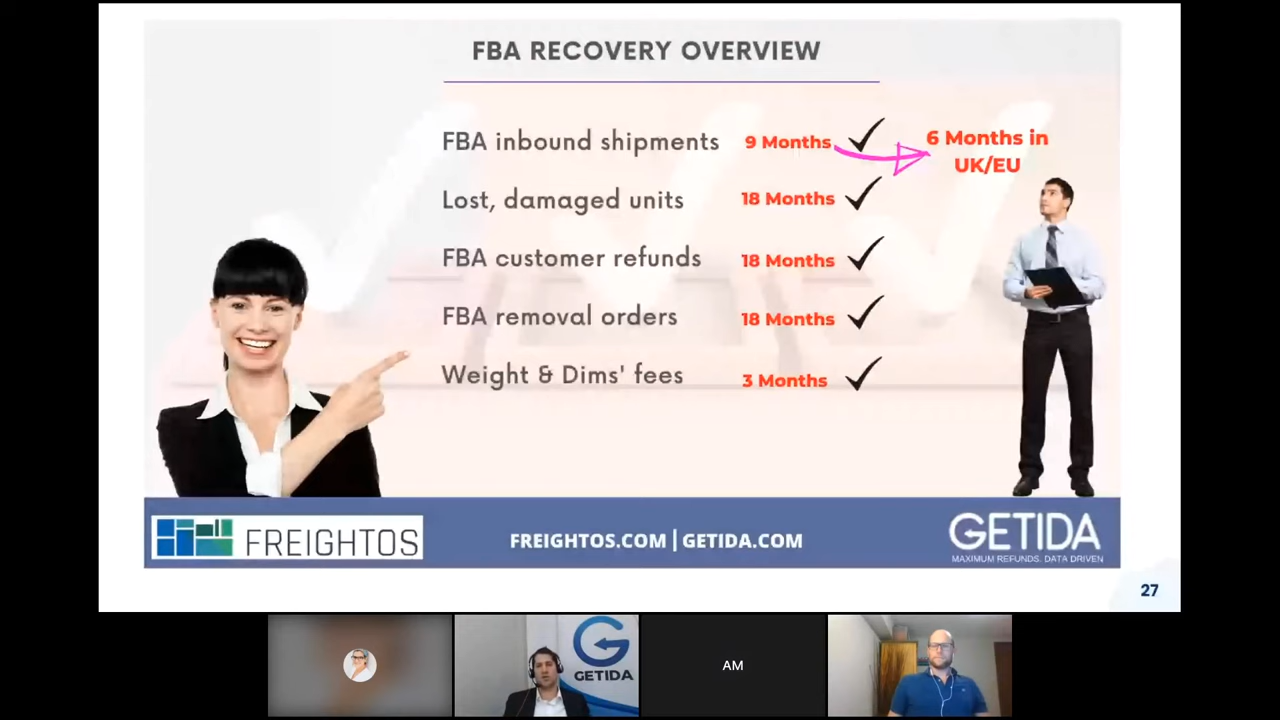 FBA RECOVERY OVERVIEW
FBA inbound shipments 9 Months 6 Months in
UK/EU
Lost, damaged units 18 Months
FBA customer refunds 18 Months
FBA removal orders 18 Months
Weight & Dims' fees 3 Months
FREIGHTOS
FREIGHTOS.COM | GETIDA.COM
GETIDA
MAXIMUM REFUNDS. DATA DRIVEN
27
GETIDA
AM